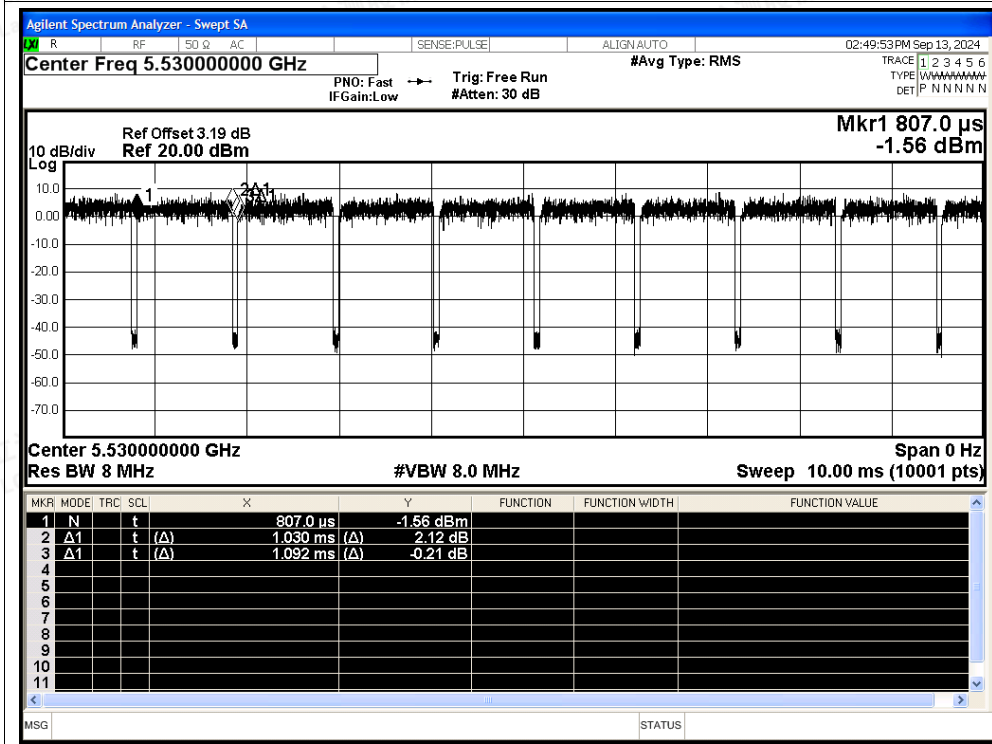 Agilent Spectrum Analyzer - Swept SA
LXI R RF 50 Ω AC SENSE:PULSE ALIGN AUTO 02:49:53 PM Sep 13, 2024
Center Freq 5.530000000 GHz #Avg Type: RMS TRACE 1 2 3 4 5 6
PNO: Fast Trig: Free Run TYPE WWWWWW
IFGain:Low #Atten: 30 dB DET P N N N N N
Mkr1 807.0 µs
Ref Offset 3.19 dB
10 dB/div Ref 20.00 dBm -1.56 dBm
Log
10.0
1 2Δ1
0.00
-10.0
-20.0
-30.0
-40.0
-50.0
-60.0
-70.0
Center 5.530000000 GHz Span 0 Hz
Res BW 8 MHz #VBW 8.0 MHz Sweep 10.00 ms (10001 pts)
MKR MODE TRC SCL X Y FUNCTION FUNCTION WIDTH FUNCTION VALUE
1 N t 807.0 µs -1.56 dBm
2 Δ1 t (Δ) 1.030 ms (Δ) 2.12 dB
3 Δ1 t (Δ) 1.092 ms (Δ) -0.21 dB
4
5
6
7
8
9
10
11
MSG STATUS